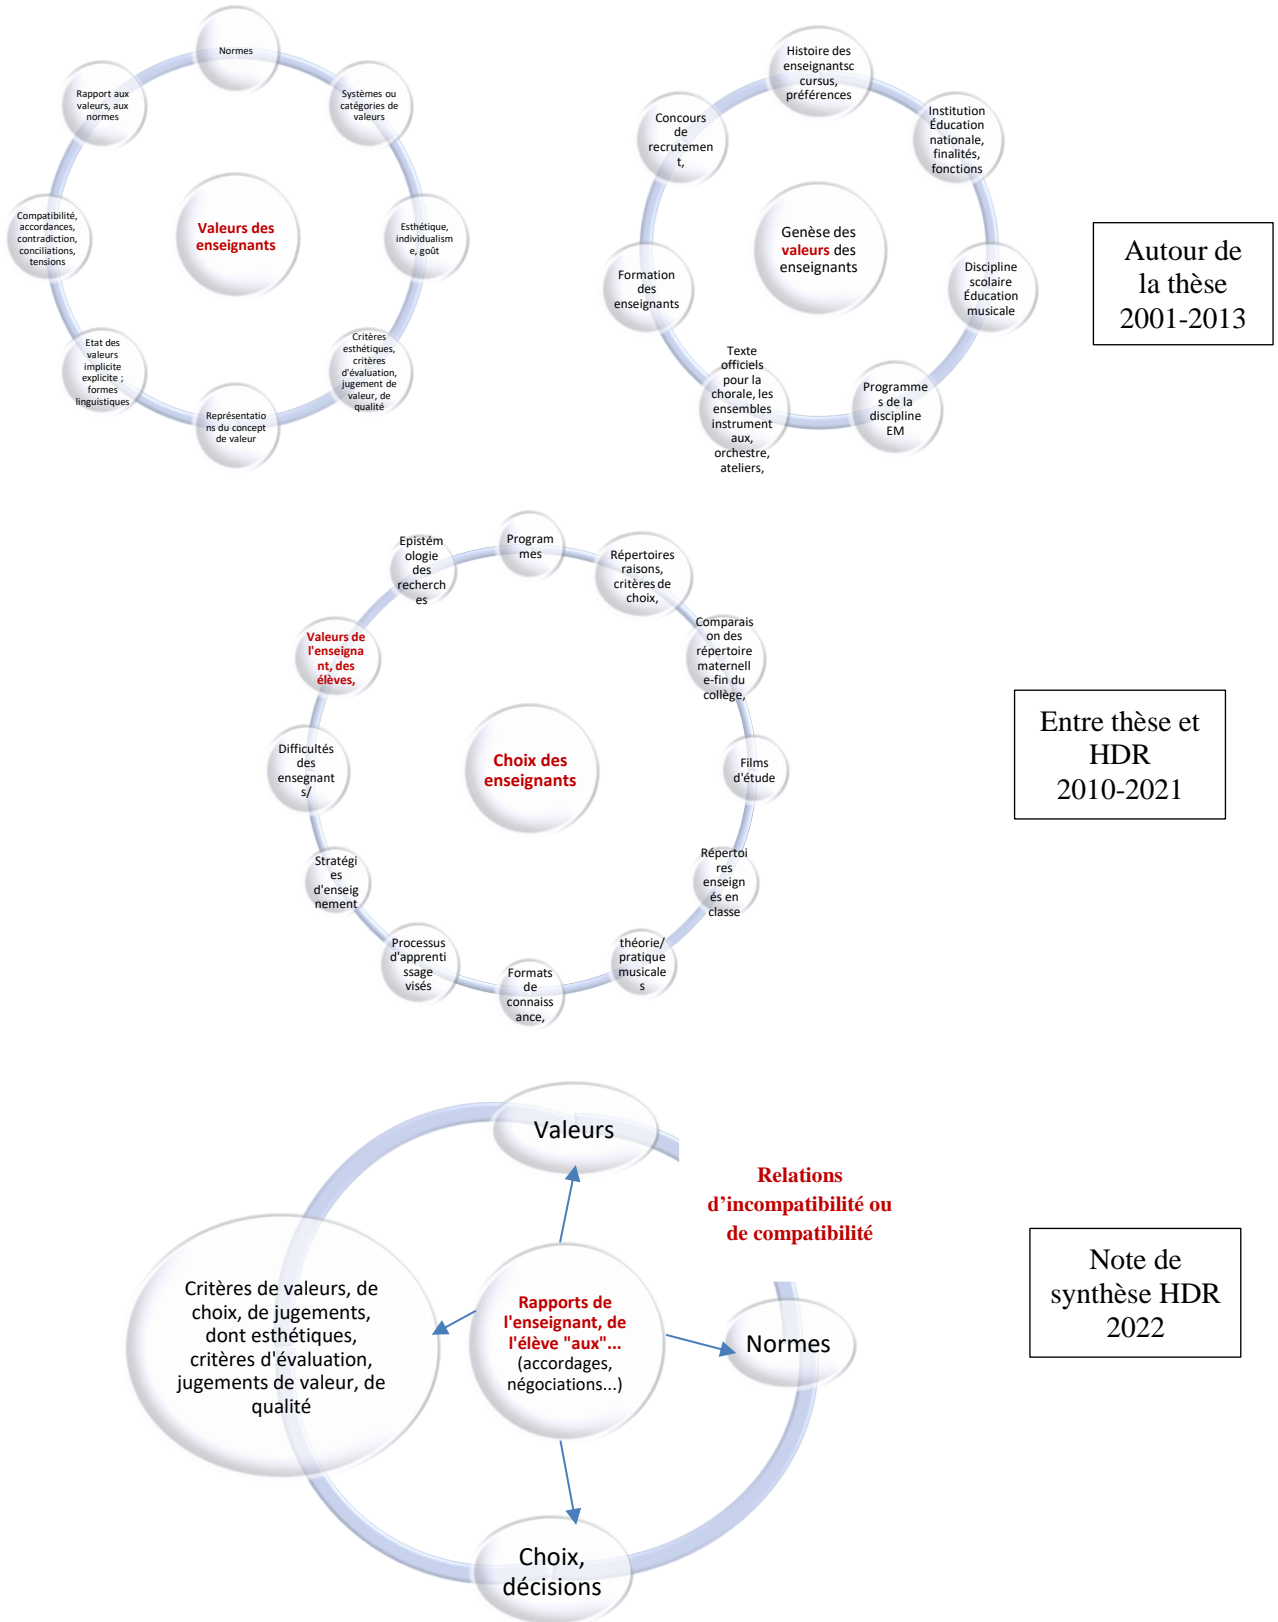 Normes
Systèmes ou
catégories de
valeurs
Esthétique,
individualism
e, goût
Critères
esthétiques,
critères
d'évaluation,
jugement de
valeur, de
qualité
Représentatio
ns du concept
de valeur
Etat des
valeurs
implicite
explicite ;
formes
linguistiques
Compatibilité,
accordances,
contradiction,
conciliations,
tensions
Rapport aux
valeurs, aux
normes
Valeurs des
enseignants
Histoire des
enseignantsc
cursus,
préférences
Institution
Éducation
nationale,
finalités,
fonctions
Discipline
scolaire
Éducation
musicale
Programme
s de la
discipline
EM
Texte
officiels
pour la
chorale, les
ensembles
instrument
aux,
orchestre,
ateliers,
Formation
des
enseignants
Concours
de
recrutemen
t,
Genèse des
valeurs des
enseignants
Autour de
la thèse
2001-2013
Program
mes
Répertoires
raisons,
critères de
choix,
Comparais
on des
répertoire
maternell
e-fin du
collège,
Films
d'étude
Répertoi
res
enseign
és en
classe
théorie/
pratique
musicale
s
Formats
de
connaiss
ance,
Processus
d'apprenti
ssage
visés
Stratégi
es
d'enseig
nement
Difficultés
des
ensegnant
s/
Valeurs de
l'enseigna
nt, des
élèves,
Epistém
ologie
des
recherch
es
Choix des
enseignants
Entre thèse et
HDR
2010-2021
Valeurs
Relations
d’incompatibilité ou
de compatibilité
Normes
Choix,
décisions
Critères de valeurs, de
choix, de jugements,
dont esthétiques,
critères d'évaluation,
jugements de valeur, de
qualité
Rapports de
l'enseignant, de
l'élève "aux"...
(accordages,
négociations...)
Note de
synthèse HDR
2022